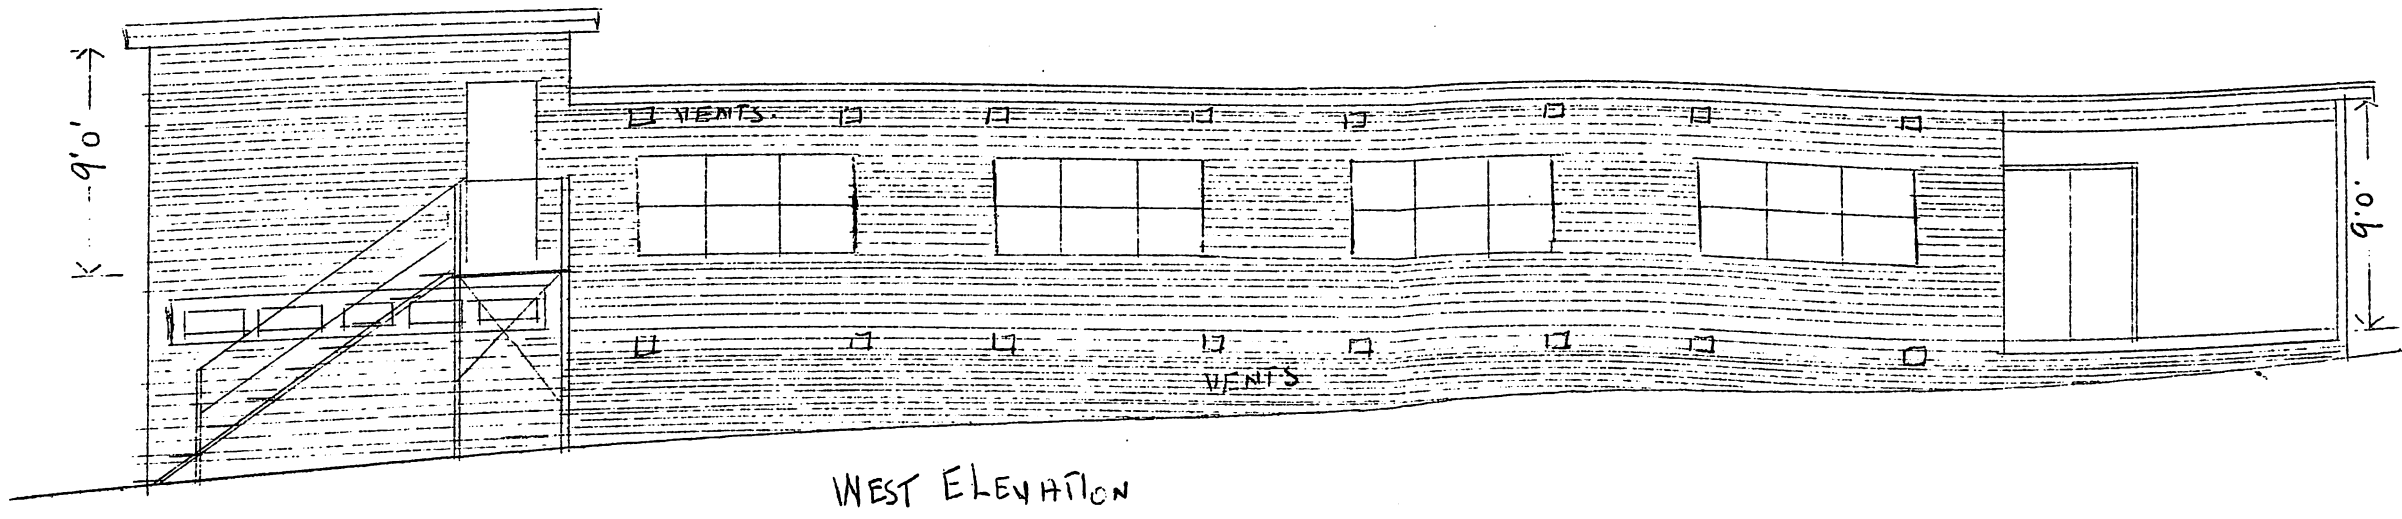 9'0"
VENTS.
9'0"
VENTS
WEST ELEVATION